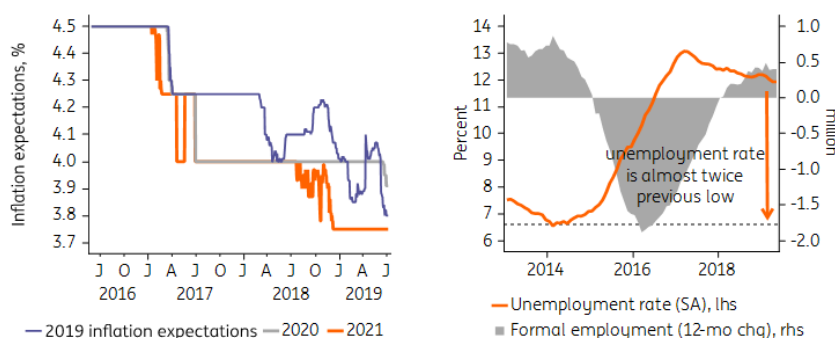 4.5
4.4
4.3
4.2
4.1
4.0
3.9
3.8
3.7
Inflation expectations, %
J O J A J O J A J O J A J
2016 2017 2018 2019
2019 inflation expectations 2020 2021
14
13
12
11
10
9
8
7
6
Percent
1.0
0.5
0.0
-0.5
-1.0
-1.5
-2.0
million
unemployment rate
is almost twice
previous low
2014 2016 2018
Unemployment rate (SA), lhs
Formal employment (12-mo chg), rhs